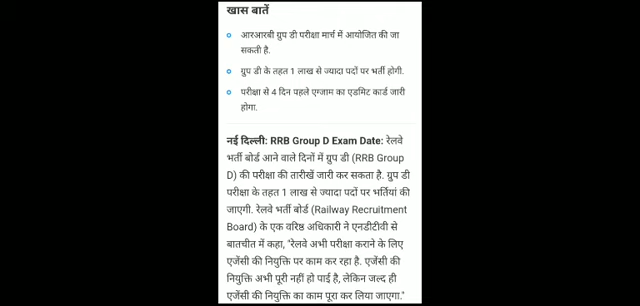 खास बातें
आरआरबी ग्रुप डी परीक्षा मार्च में आयोजित की जा
सकती है.
ग्रुप डी के तहत 1 लाख से ज्यादा पदों पर भर्ती होगी.
परीक्षा से 4 दिन पहले एग्जाम का एडमिट कार्ड जारी
होगा.
नई दिल्ली: RRB Group D Exam Date: रेलवे
भर्ती बोर्ड आने वाले दिनों में ग्रुप डी (RRB Group
D) की परीक्षा की तारीखें जारी कर सकता है. ग्रुप डी
परीक्षा के तहत 1 लाख से ज्यादा पदों पर भर्तियां की
जाएगी. रेलवे भर्ती बोर्ड (Railway Recruitment
Board) के एक वरिष्ठ अधिकारी ने एनडीटीवी से
बातचीत में कहा, "रेलवे अभी परीक्षा कराने के लिए
एजेंसी की नियुक्ति पर काम कर रहा है. एजेंसी की
नियुक्ति अभी पूरी नहीं हो पाई है, लेकिन जल्द ही
एजेंसी की नियुक्ति का काम पूरा कर लिया जाएगा."